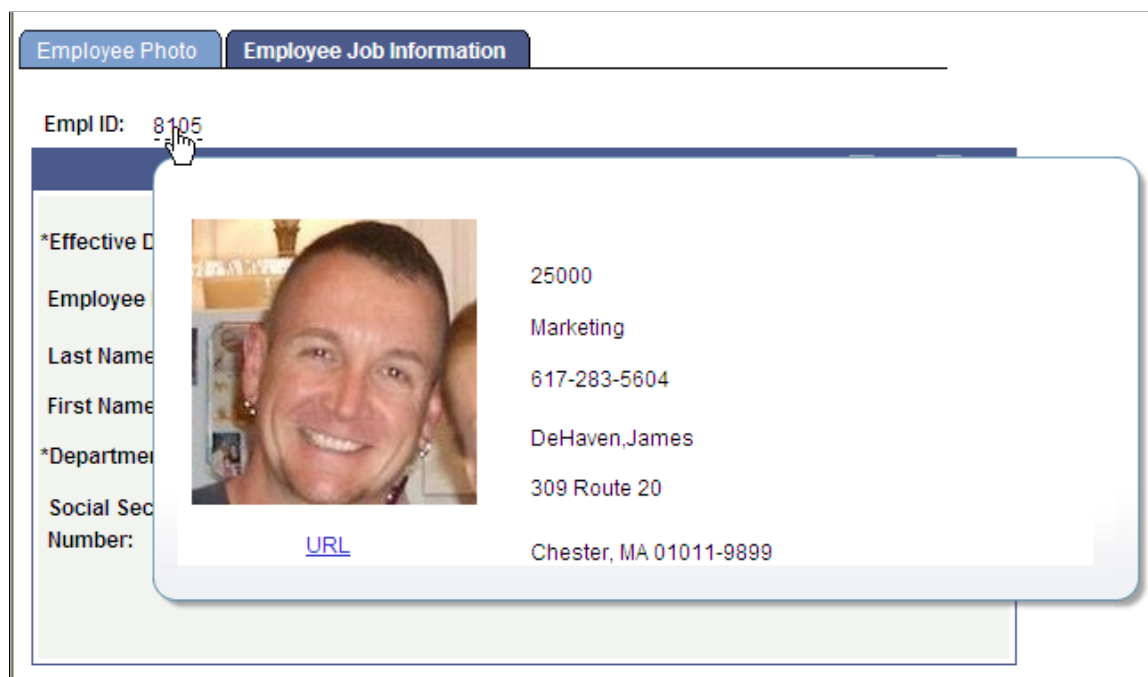 Employee Photo
Employee Job Information
Empl ID: 8105
*Effective D
Employee
Last Name
First Name
*Departme
Social Sec
Number:
25000
Marketing
617-283-5604
DeHaven,James
309 Route 20
Chester, MA 01011-9899
URL